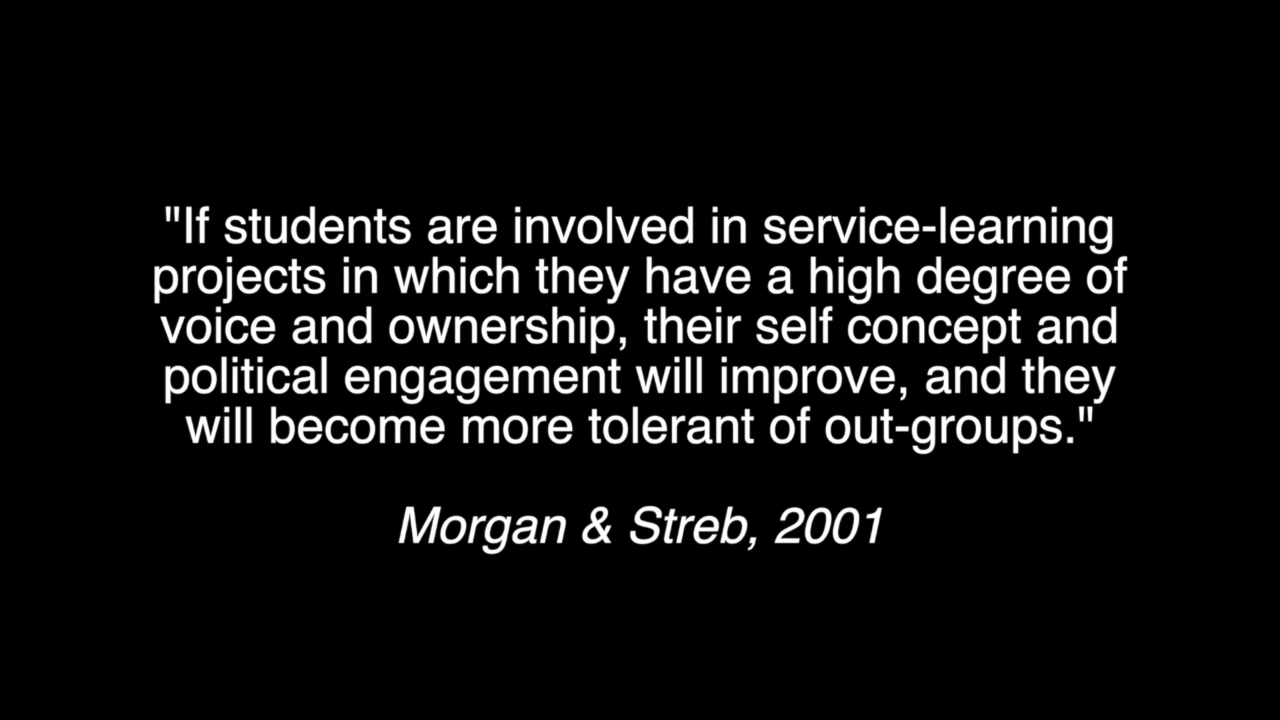 "If students are involved in service-learning
projects in which they have a high degree of
voice and ownership, their self concept and
political engagement will improve, and they
will become more tolerant of out-groups."
Morgan & Streb, 2001